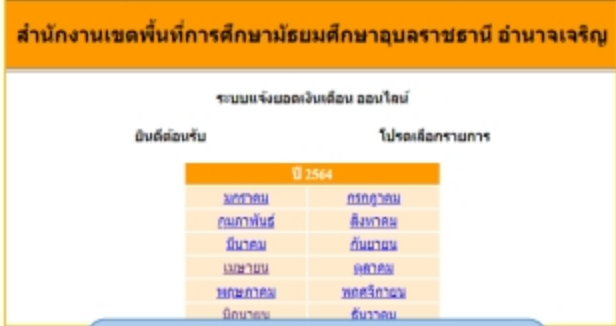 สำนักงานเขตพื้นที่การศึกษามัธยมศึกษาอุบลราชธานี อำนาจเจริญ
ระบบแจ้งยอดเงินเดือน ออนไลน์
ยินดีต้อนรับ โปรดเลือกรายการ
ปี 2564
มกราคม กรกฎาคม
กุมภาพันธ์ สิงหาคม
มีนาคม กันยายน
เมษายน ตุลาคม
พฤษภาคม พฤศจิกายน
มิถุนายน ธันวาคม